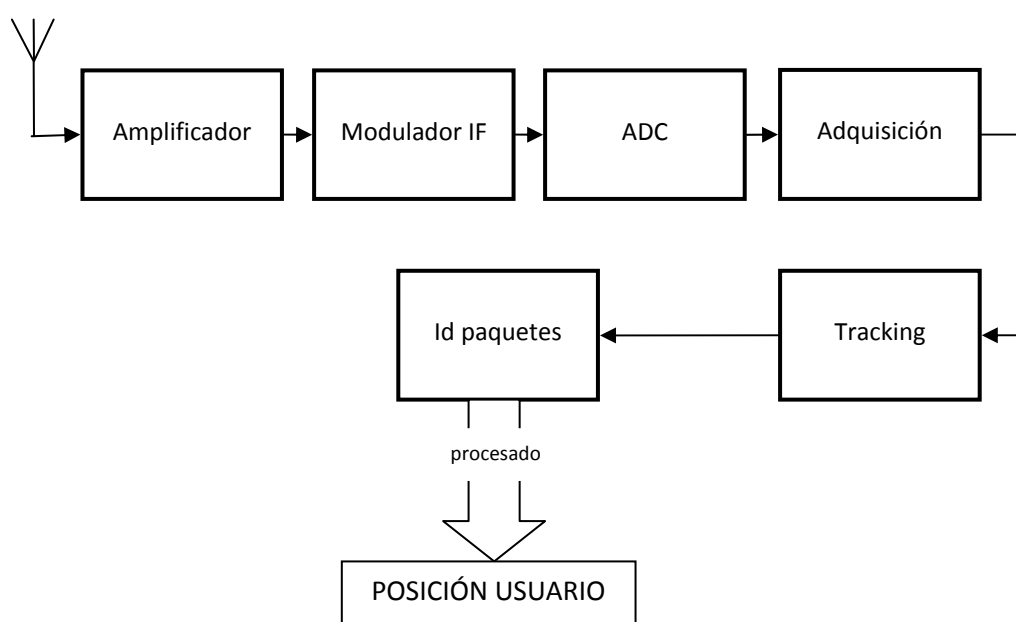 Amplificador
Modulador IF
ADC
Adquisición
Id paquetes
Tracking
procesado
POSICIÓN USUARIO